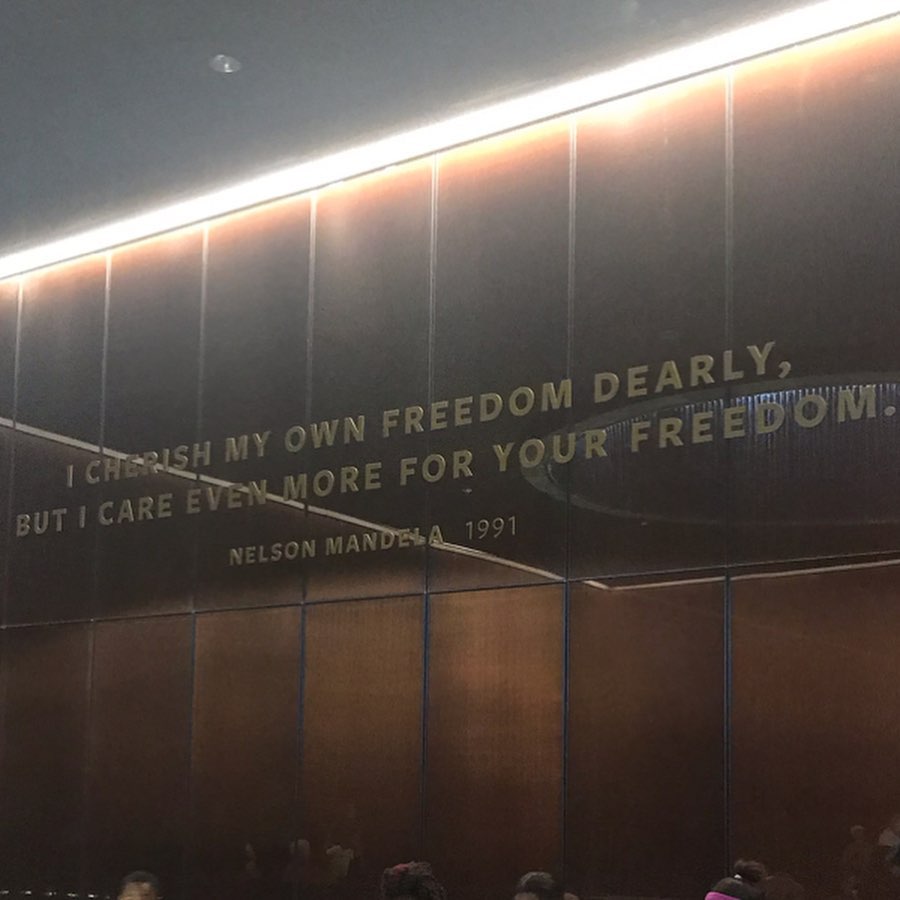 I CHERISH MY OWN FREEDOM DEARLY,
BUT I CARE EVEN MORE FOR YOUR FREEDOM.
NELSON MANDELA 1991